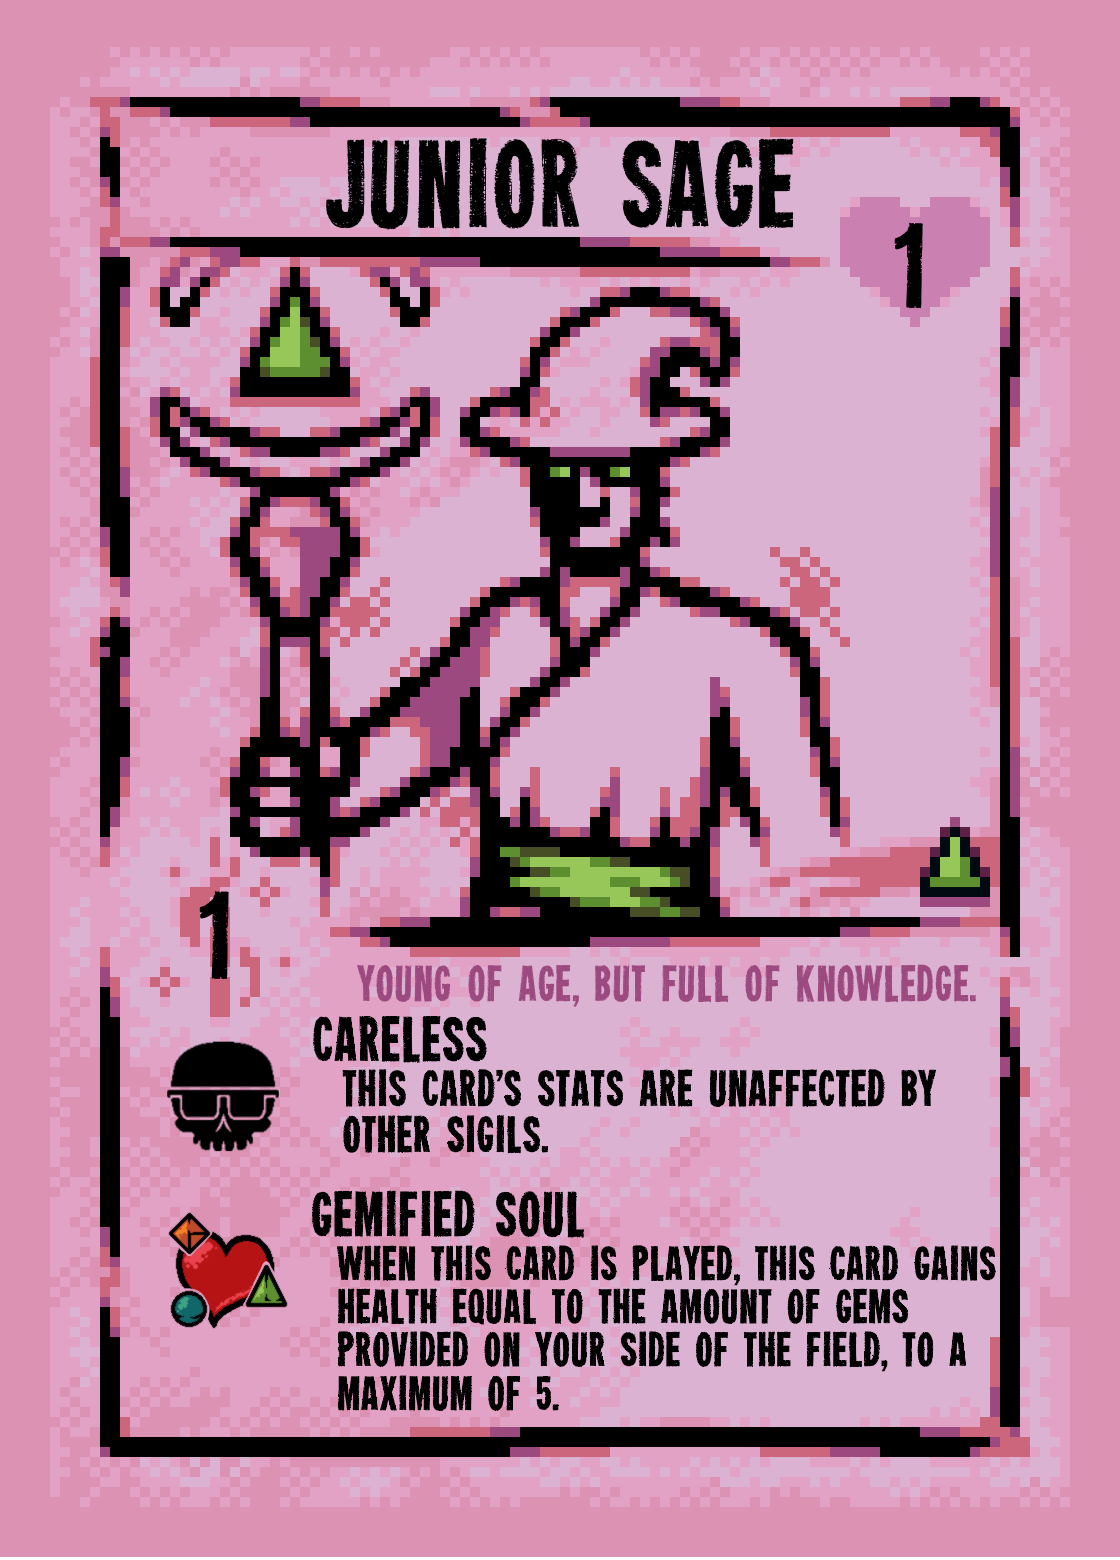 JUNIOR SAGE
1
1
YOUNG OF AGE, BUT FULL OF KNOWLEDGE.
CARELESS
THIS CARD'S STATS ARE UNAFFECTED BY
OTHER SIGILS.
GEMIFIED SOUL
WHEN THIS CARD IS PLAYED, THIS CARD GAINS
HEALTH EQUAL TO THE AMOUNT OF GEMS
PROVIDED ON YOUR SIDE OF THE FIELD, TO A
MAXIMUM OF 5.